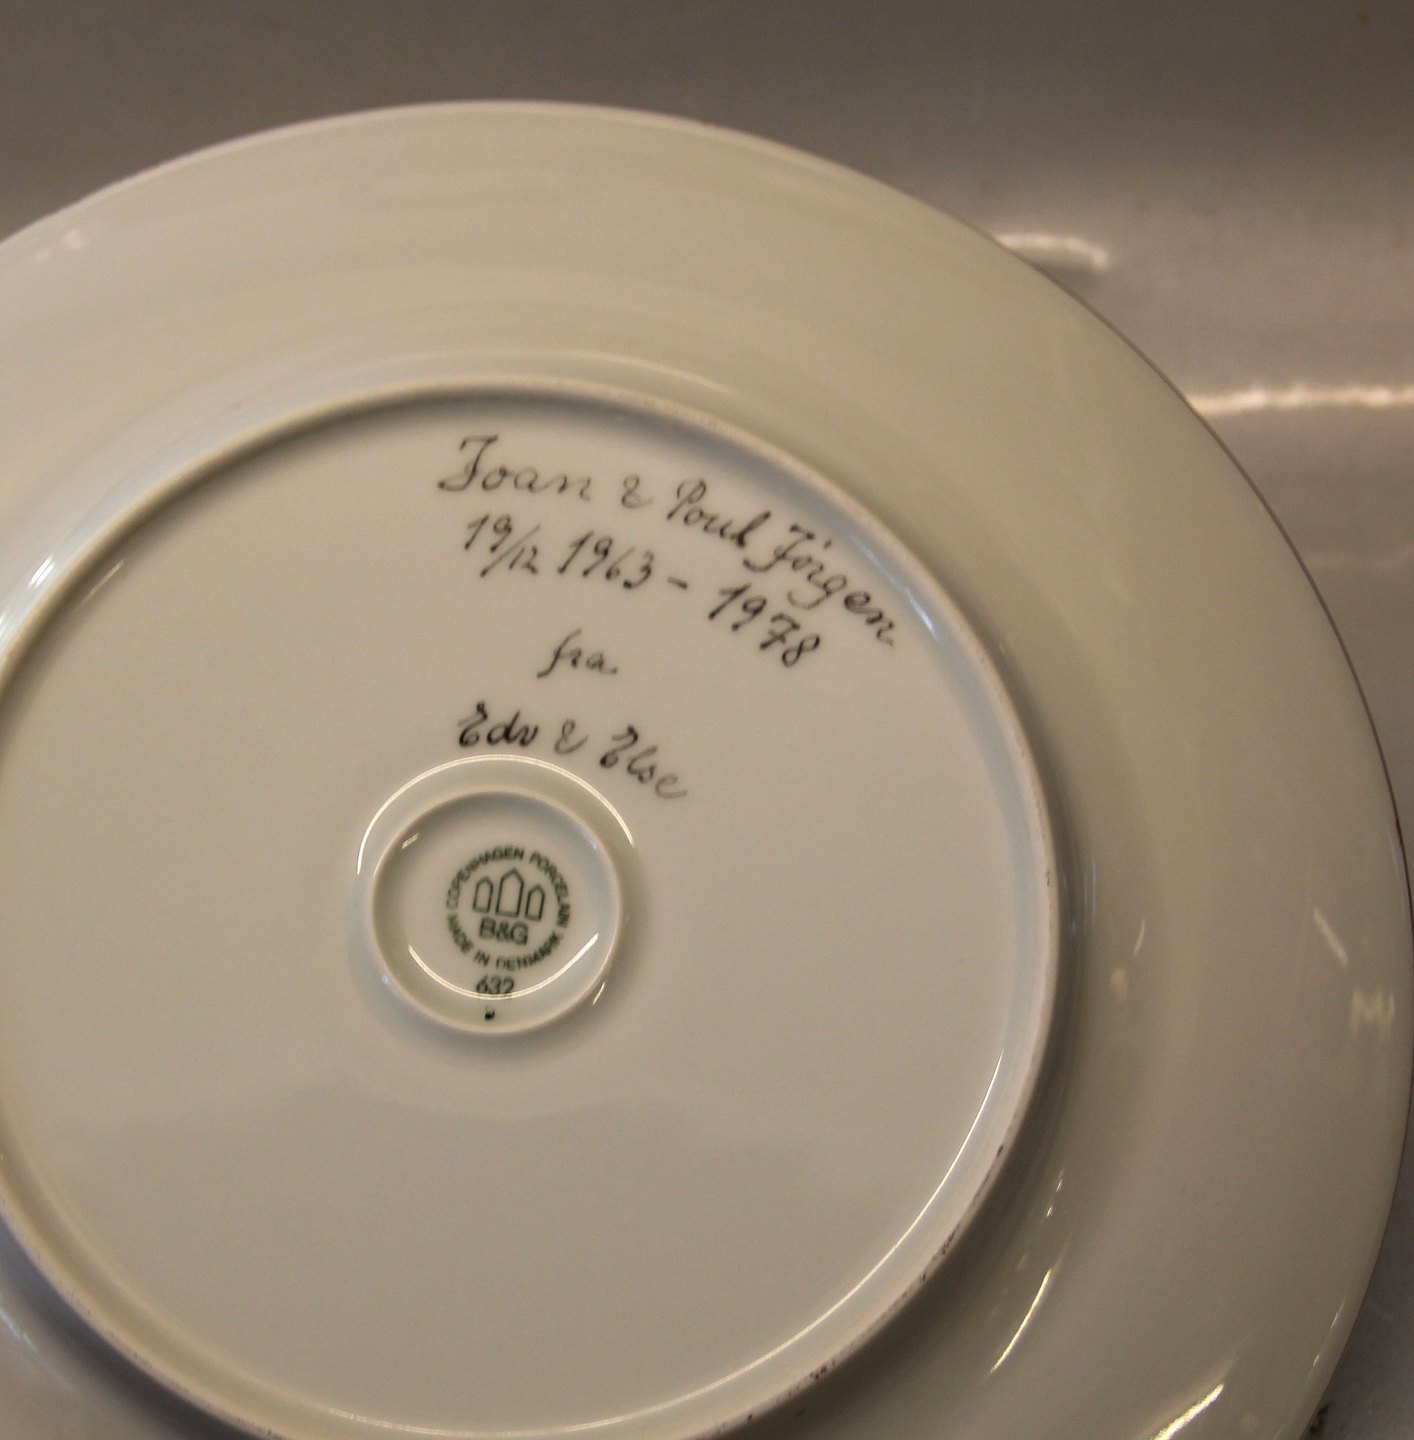 Joan & Poul Jörgen
19/12 1963 - 1978
fra
Edv & Else
COPENHAGEN PORCELAIN
B&G
MADE IN DENMARK
632